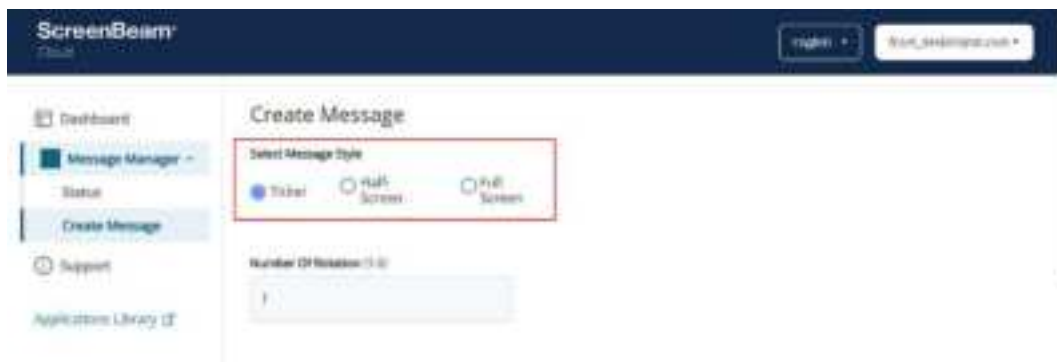 ScreenBeam
Cloud
English
Dashboard
Create Message
Message Manager
Select Message Style
Ticker
Half-Screen
Full Screen
Status
Create Message
Support
Number Of Rotation
1
Applications Library